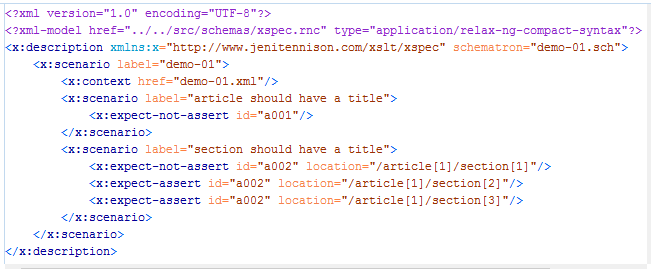 <?xml version="1.0" encoding="UTF-8"?>
<?xml-model href="../../src/schemas/xspec.rnc" type="application/relax-ng-compact-syntax"?>
<x:description xmlns:x="http://www.jenitennison.com/xslt/xspec" schematron="demo-01.sch">
    <x:scenario label="demo-01">
        <x:context href="demo-01.xml"/>
        <x:scenario label="article should have a title">
            <x:expect-not-assert id="a001"/>
        </x:scenario>
        <x:scenario label="section should have a title">
            <x:expect-not-assert id="a002" location="/article[1]/section[1]"/>
            <x:expect-assert id="a002" location="/article[1]/section[2]"/>
            <x:expect-assert id="a002" location="/article[1]/section[3]"/>
        </x:scenario>
    </x:scenario>
</x:description>